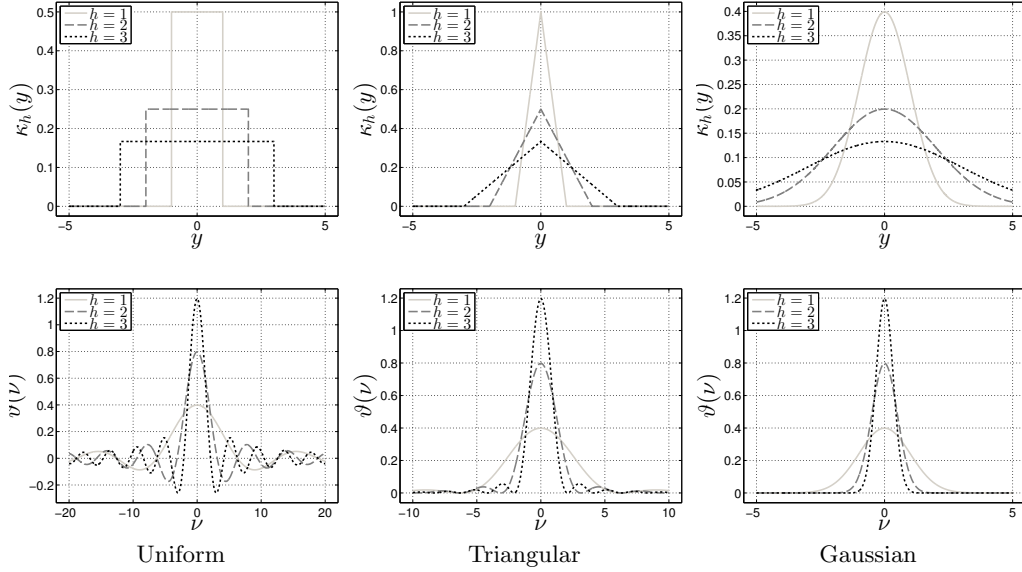 h = 1
h = 2
h = 3
κh(y)
0.5
0.4
0.3
0.2
0.1
0
−5
0
5
y
h = 1
h = 2
h = 3
κh(y)
1
0.8
0.6
0.4
0.2
0
−5
0
5
y
h = 1
h = 2
h = 3
κh(y)
0.4
0.35
0.3
0.25
0.2
0.15
0.1
0.05
0
−5
0
5
y
h = 1
h = 2
h = 3
ϑ(ν)
1.2
1
0.8
0.6
0.4
0.2
0
−0.2
−20
−10
0
10
20
ν
Uniform
h = 1
h = 2
h = 3
ϑ(ν)
1.2
1
0.8
0.6
0.4
0.2
0
−10
−5
0
5
10
ν
Triangular
h = 1
h = 2
h = 3
ϑ(ν)
1.2
1
0.8
0.6
0.4
0.2
0
−5
0
5
ν
Gaussian